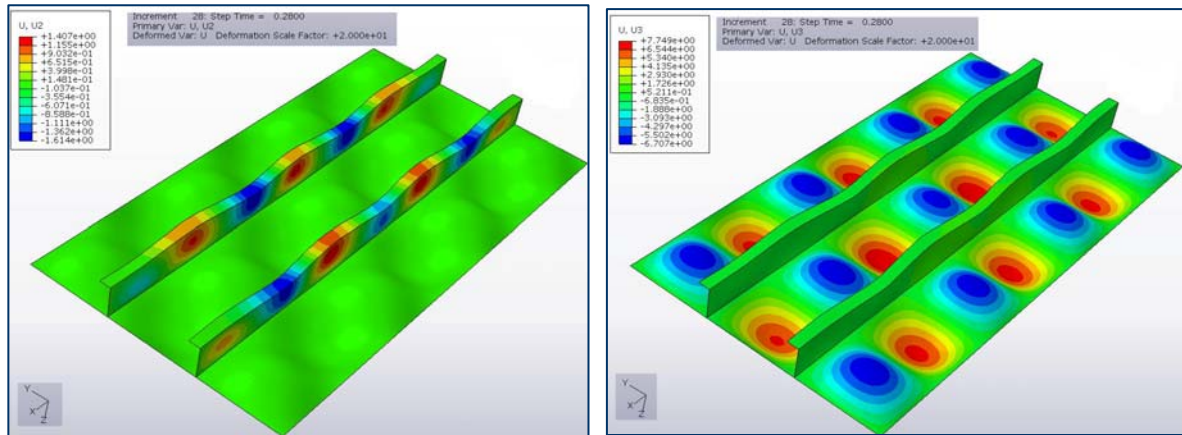 U, U2
+1.407e+00
+1.155e+00
+9.032e-01
+6.515e-01
+3.998e-01
+1.481e-01
-1.037e-01
-3.554e-01
-6.071e-01
-8.588e-01
-1.111e+00
-1.362e+00
-1.614e+00
Increment 28: Step Time = 0.2800
Primary Var: U, U2
Deformed Var: U Deformation Scale Factor: +2.000e+01
Y
X
Z
U, U3
+7.749e+00
+6.544e+00
+5.340e+00
+4.135e+00
+2.930e+00
+1.726e+00
+5.211e-01
-6.835e-01
-1.888e+00
-3.093e+00
-4.297e+00
-5.502e+00
-6.707e+00
Increment 28: Step Time = 0.2800
Primary Var: U, U3
Deformed Var: U Deformation Scale Factor: +2.000e+01
Y
X
Z